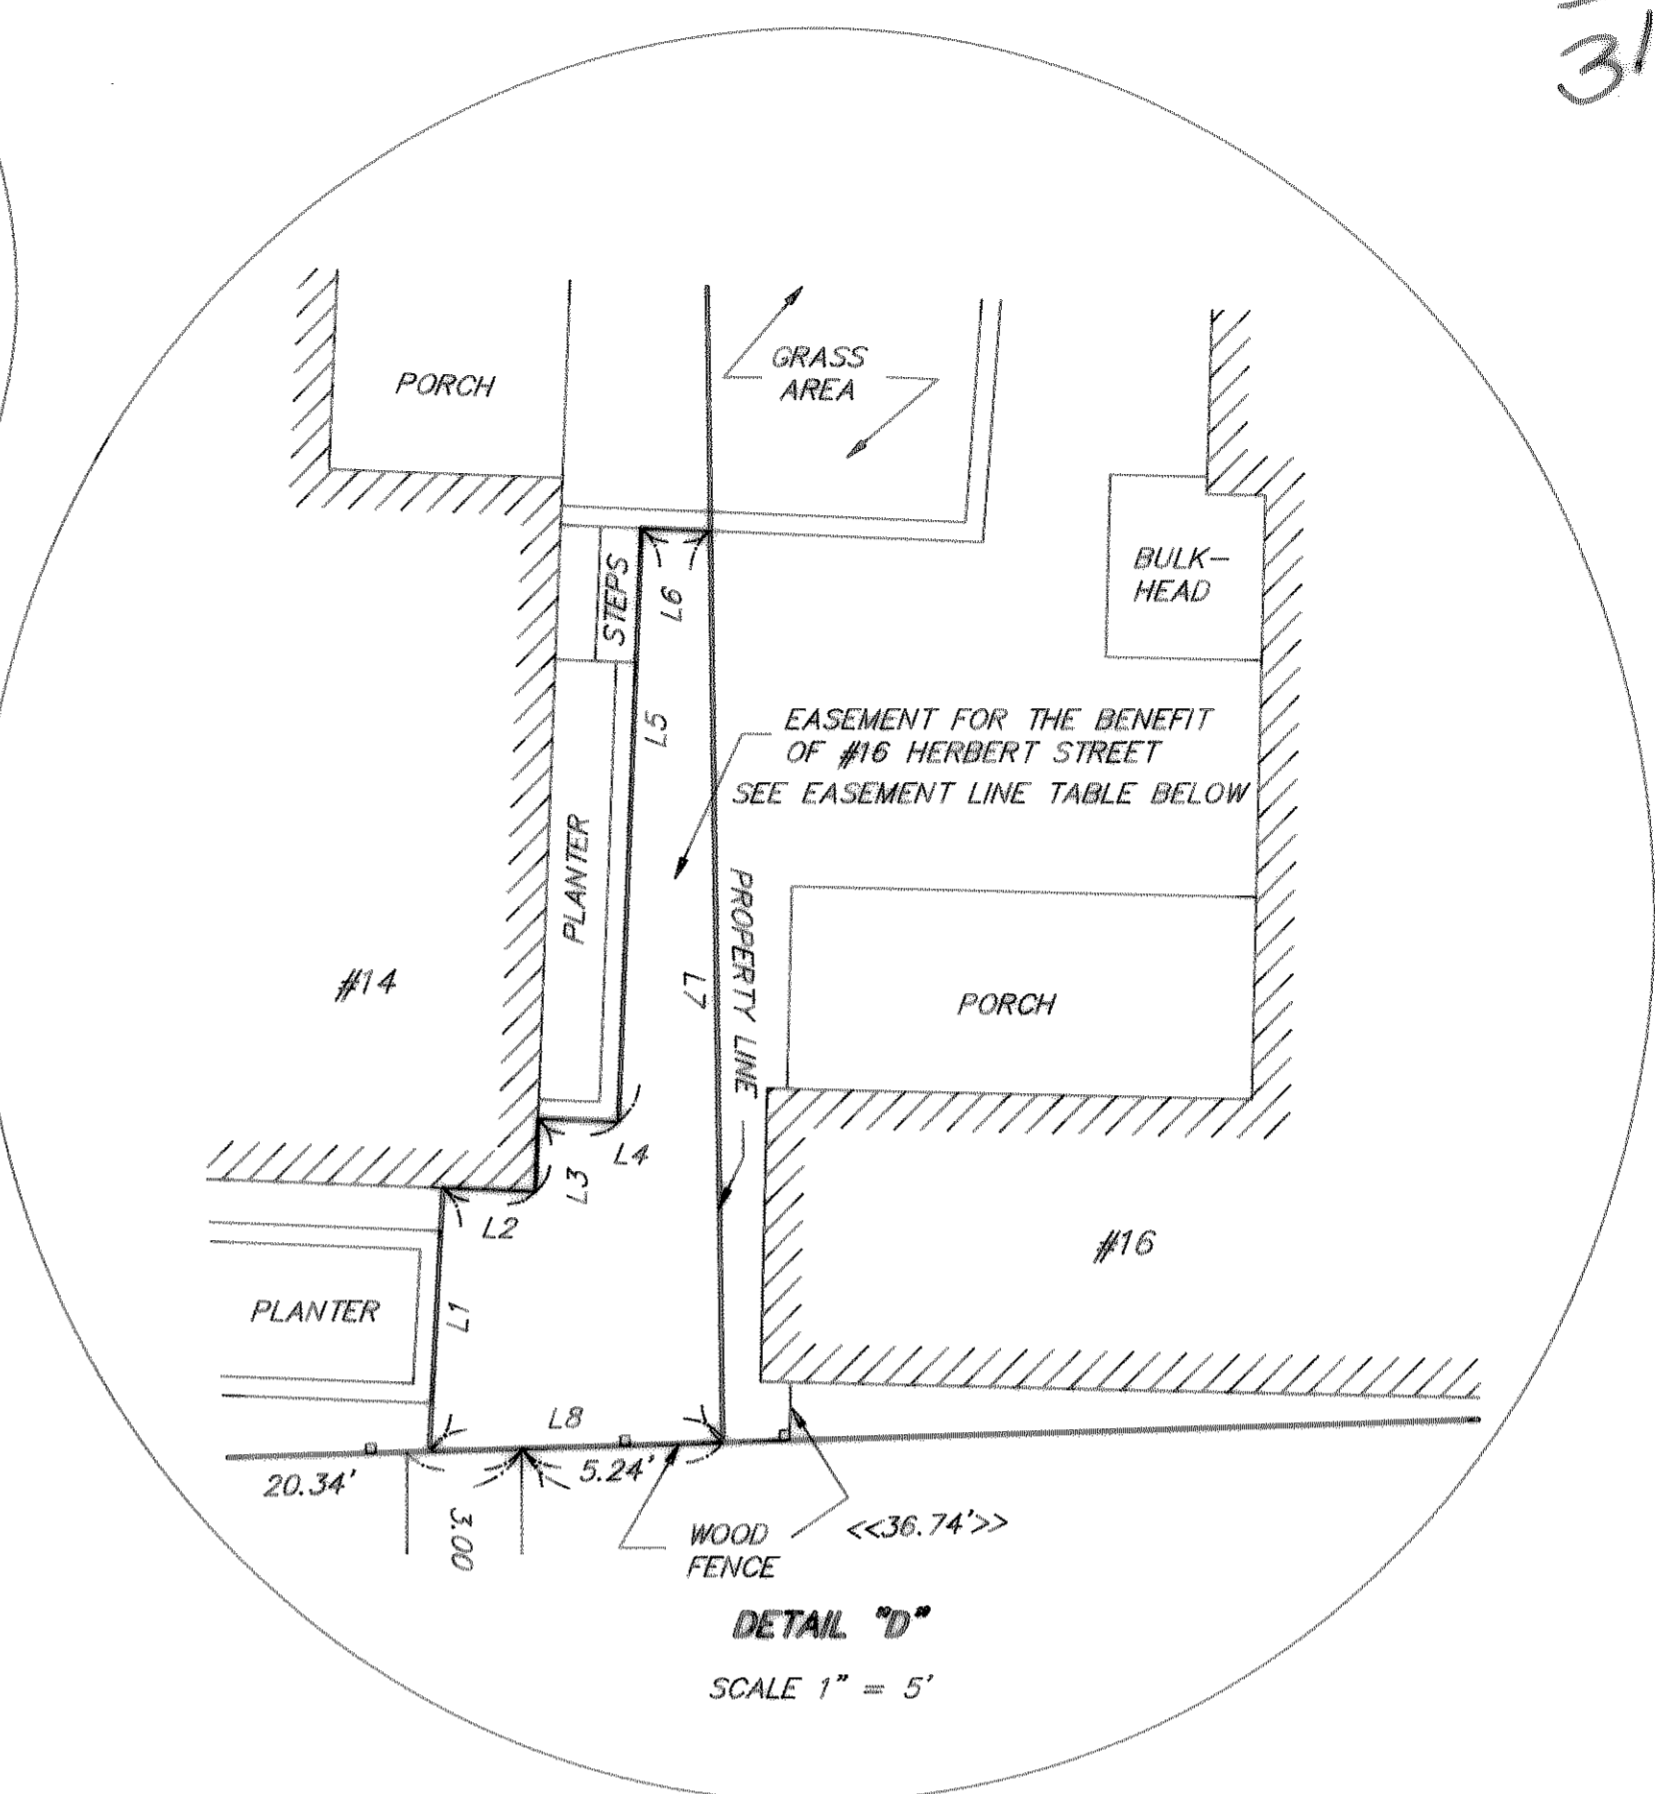 31
PORCH
GRASS
AREA
BULK-
HEAD
STEPS
L6
L5
EASEMENT FOR THE BENEFIT
OF #16 HERBERT STREET
SEE EASEMENT LINE TABLE BELOW
PLANTER
PROPERTY LINE
L7
#14
PORCH
L4
L3
L2
#16
PLANTER
L1
L8
20.34'
5.24'
3.00
WOOD
FENCE
<<36.74'>>
DETAIL "D"
SCALE 1" = 5'